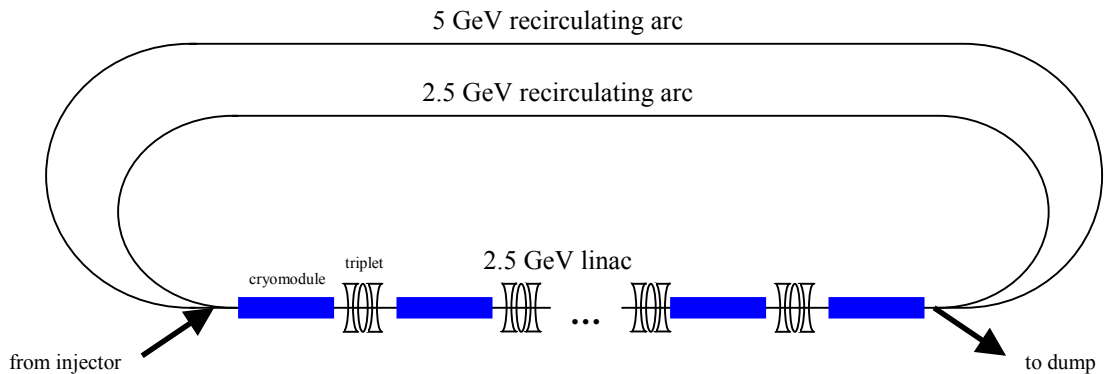 5 GeV recirculating arc
2.5 GeV recirculating arc
triplet
2.5 GeV linac
cryomodule
...
from injector
to dump